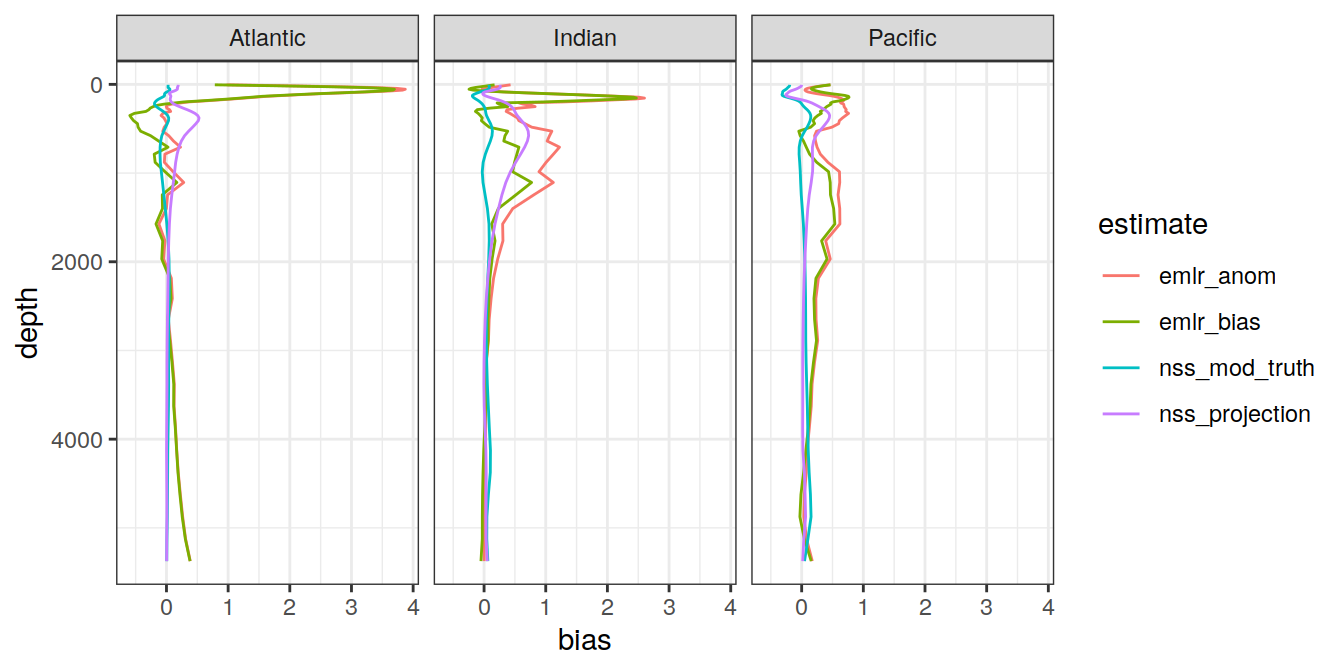 Atlantic Indian Pacific
0
2000
4000
depth
0 1 2 3 4 0 1 2 3 4 0 1 2 3 4
bias
estimate
emlr_anom
emlr_bias
nss_mod_truth
nss_projection